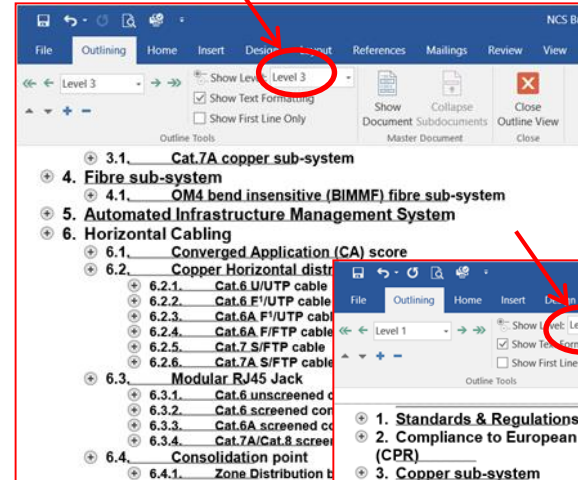 NCS B
File Outlining Home Insert Design Layout References Mailings Review View
Level 3 Show Level: Level 3
Show Text Formatting
Show First Line Only
Show Document Collapse Subdocuments Close Outline View
Outline Tools Master Document Close
3.1. Cat.7A copper sub-system
4. Fibre sub-system
4.1. OM4 bend insensitive (BIMMF) fibre sub-system
5. Automated Infrastructure Management System
6. Horizontal Cabling
6.1. Converged Application (CA) score
6.2. Copper Horizontal distr
6.2.1. Cat.6 U/UTP cable
6.2.2. Cat.6 F¹/UTP cable
6.2.3. Cat.6A F¹/UTP cabl
6.2.4. Cat.6A F/FTP cable
6.2.5. Cat.7 S/FTP cable
6.2.6. Cat.7A S/FTP cable
6.3. Modular RJ45 Jack
6.3.1. Cat.6 unscreened c
6.3.2. Cat.6 screened con
6.3.3. Cat.6A screened co
6.3.4. Cat.7A/Cat.8 screen
6.4. Consolidation point
6.4.1. Zone Distribution b
File Outlining Home Insert Design
Level 1 Show Level: Le
Show Text Form
Show First Line
Outline Tools
1. Standards & Regulations
2. Compliance to European
(CPR)
3. Copper sub-system